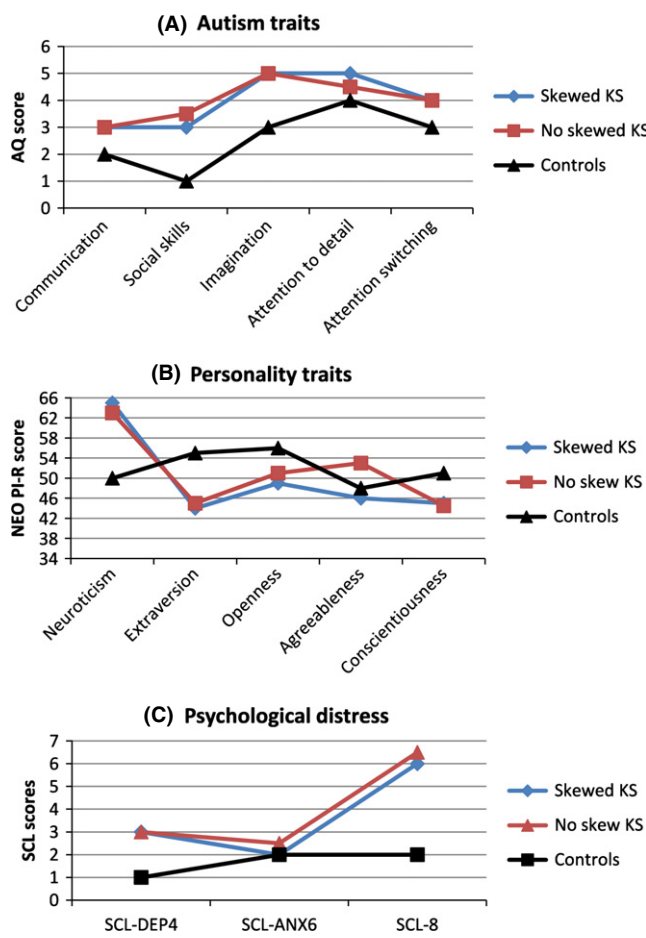 (A) Autism traits
AQ score
6
5
4
3
2
1
0
Communication
Social skills
Imagination
Attention to detail
Attention switching
Skewed KS
No skewed KS
Controls
(B) Personality traits
NEO PI-R score
66
62
58
54
50
46
42
38
34
Neuroticism
Extraversion
Openness
Agreeableness
Conscientiousness
Skewed KS
No skew KS
Controls
(C) Psychological distress
SCL scores
7
6
5
4
3
2
1
0
SCL-DEP4
SCL-ANX6
SCL-8
Skewed KS
No skew KS
Controls